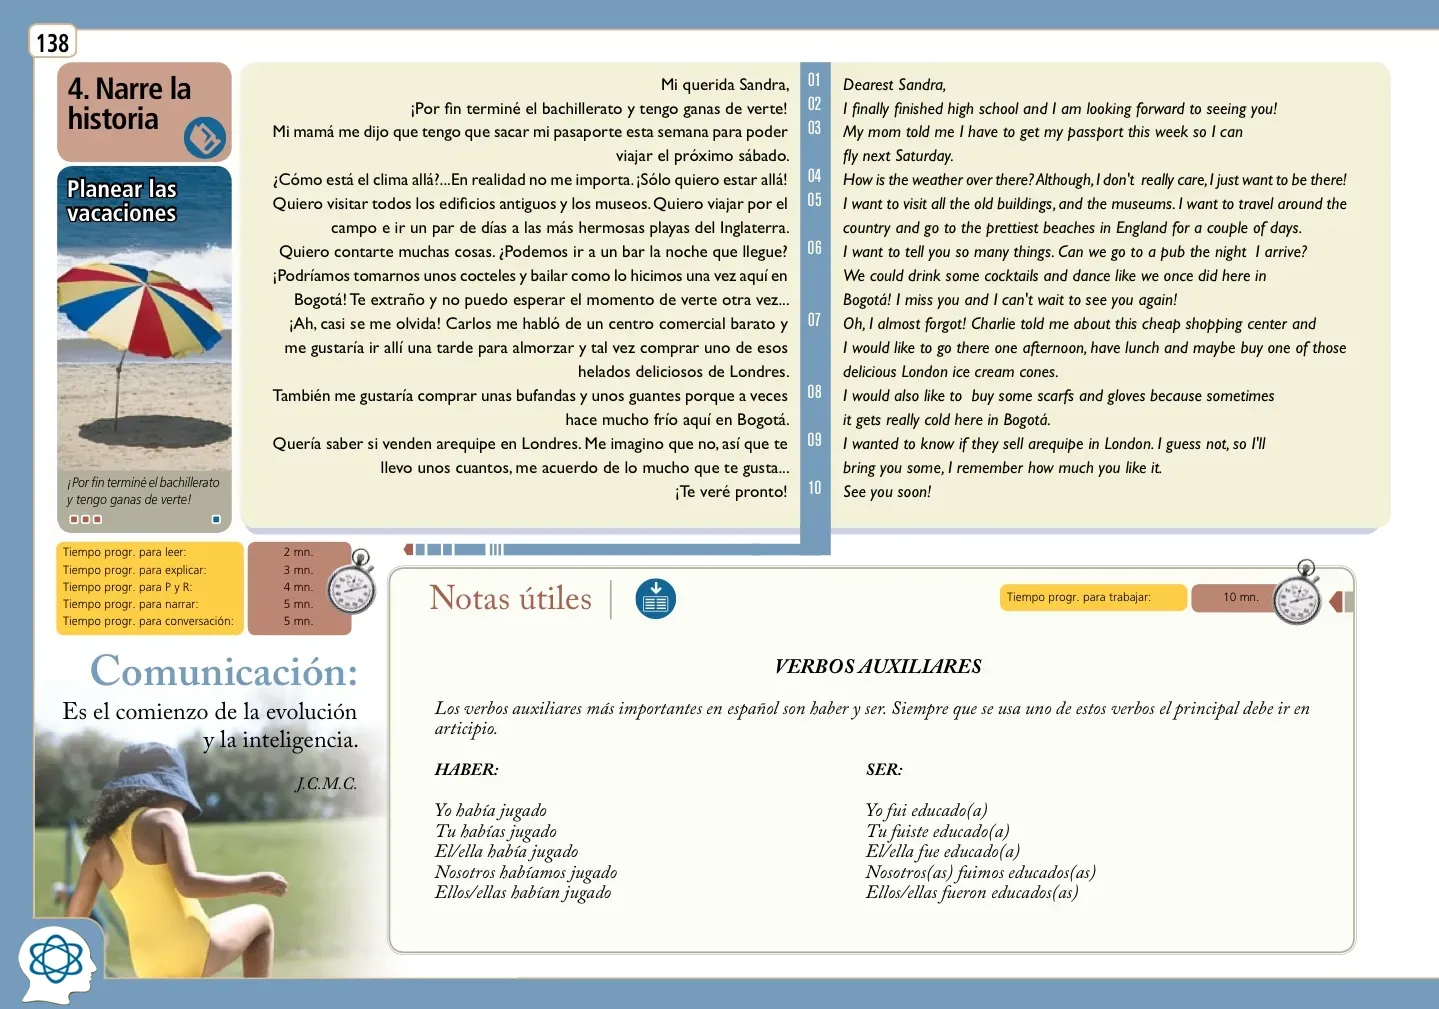 138
4. Narre la
historia
Planear las
vacaciones
¡Por fin terminé el bachillerato
y tengo ganas de verte!
Mi querida Sandra,
¡Por fin terminé el bachillerato y tengo ganas de verte!
Mi mamá me dijo que tengo que sacar mi pasaporte esta semana para poder
viajar el próximo sábado.
¿Cómo está el clima allá?...En realidad no me importa. ¡Sólo quiero estar allá!
Quiero visitar todos los edificios antiguos y los museos. Quiero viajar por el
campo e ir un par de días a las más hermosas playas del Inglaterra.
Quiero contarte muchas cosas. ¿Podemos ir a un bar la noche que llegue?
¡Podríamos tomarnos unos cocteles y bailar como lo hicimos una vez aquí en
Bogotá! Te extraño y no puedo esperar el momento de verte otra vez...
¡Ah, casi se me olvida! Carlos me habló de un centro comercial barato y
me gustaría ir allí una tarde para almorzar y tal vez comprar uno de esos
helados deliciosos de Londres.
También me gustaría comprar unas bufandas y unos guantes porque a veces
hace mucho frío aquí en Bogotá.
Quería saber si venden arequipe en Londres. Me imagino que no, así que te
llevo unos cuantos, me acuerdo de lo mucho que te gusta...
¡Te veré pronto!
01
02
03
04
05
06
07
08
09
10
Dearest Sandra,
I finally finished high school and I am looking forward to seeing you!
My mom told me I have to get my passport this week so I can
fly next Saturday.
How is the weather over there? Although, I don't really care, I just want to be there!
I want to visit all the old buildings, and the museums. I want to travel around the
country and go to the prettiest beaches in England for a couple of days.
I want to tell you so many things. Can we go to a pub the night I arrive?
We could drink some cocktails and dance like we once did here in
Bogotá! I miss you and I can't wait to see you again!
Oh, I almost forgot! Charlie told me about this cheap shopping center and
I would like to go there one afternoon, have lunch and maybe buy one of those
delicious London ice cream cones.
I would also like to buy some scarfs and gloves because sometimes
it gets really cold here in Bogotá.
I wanted to know if they sell arequipe in London. I guess not, so I'll
bring you some, I remember how much you like it.
See you soon!
Tiempo progr. para leer: 2 mn.
Tiempo progr. para explicar: 3 mn.
Tiempo progr. para P y R: 4 mn.
Tiempo progr. para narrar: 5 mn.
Tiempo progr. para conversación: 5 mn.
Comunicación:
Es el comienzo de la evolución
y la inteligencia.
J.C.M.C.
Notas útiles
Tiempo progr. para trabajar: 10 mn.
VERBOS AUXILIARES
Los verbos auxiliares más importantes en español son haber y ser. Siempre que se usa uno de estos verbos el principal debe ir en
articipio.
HABER:
Yo había jugado
Tu habías jugado
El/ella había jugado
Nosotros habíamos jugado
Ellos/ellas habían jugado
SER:
Yo fui educado(a)
Tu fuiste educado(a)
El/ella fue educado(a)
Nosotros(as) fuimos educados(as)
Ellos/ellas fueron educados(as)